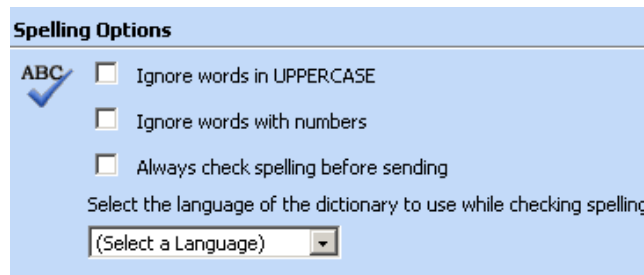 Spelling Options
ABC
Ignore words in UPPERCASE
Ignore words with numbers
Always check spelling before sending
Select the language of the dictionary to use while checking spelling
(Select a Language)